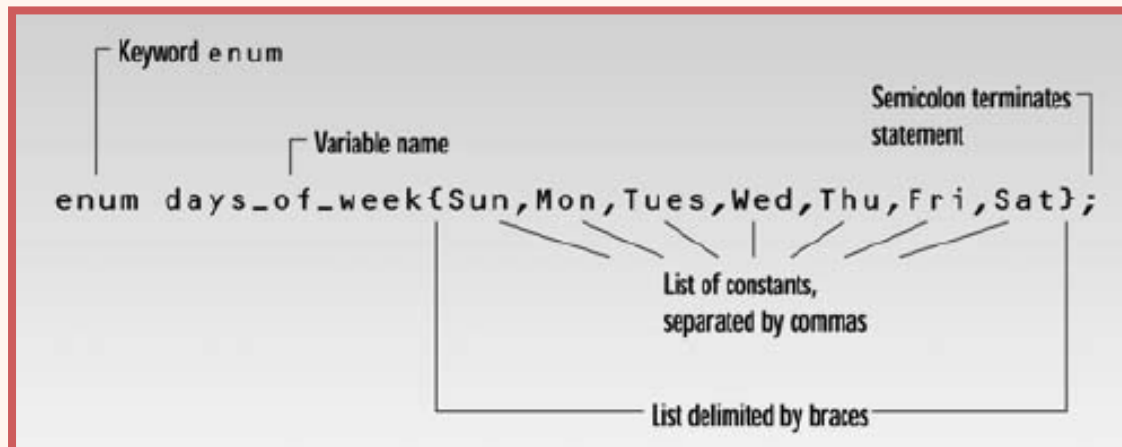 Keyword enum
Semicolon terminates
statement
Variable name
enum days_of_week{Sun,Mon,Tues,Wed,Thu,Fri,Sat};
List of constants,
separated by commas
List delimited by braces